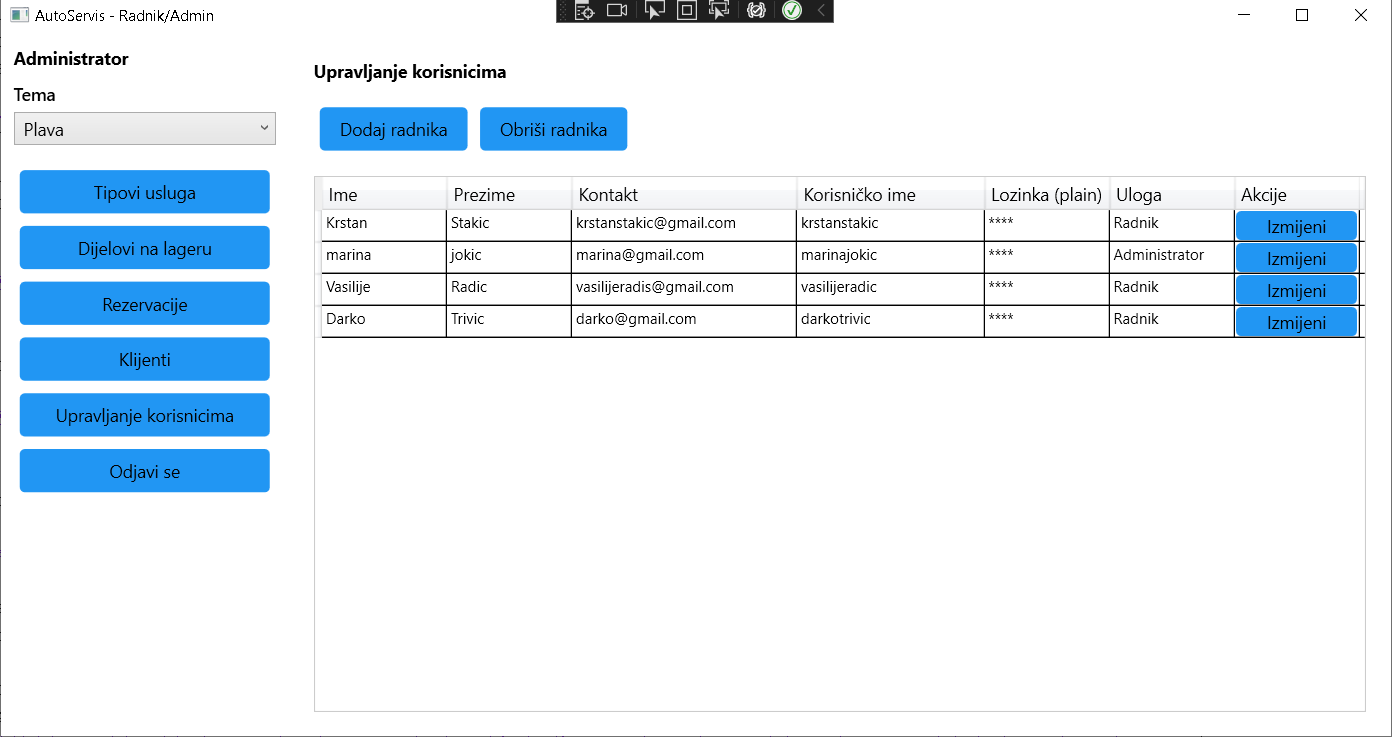 AutoServis - Radnik/Admin
Administrator
Tema
Plava
Tipovi usluga
Dijelovi na lageru
Rezervacije
Klijenti
Upravljanje korisnicima
Odjavi se
Upravljanje korisnicima
Dodaj radnika Obriši radnika
Ime Prezime Kontakt Korisničko ime Lozinka (plain) Uloga Akcije
Krstan Stakic krstanstakic@gmail.com krstanstakic **** Radnik Izmijeni
marina jokic marina@gmail.com marinajokic **** Administrator Izmijeni
Vasilije Radic vasilijeradis@gmail.com vasilijeradic **** Radnik Izmijeni
Darko Trivic darko@gmail.com darkotrivic **** Radnik Izmijeni